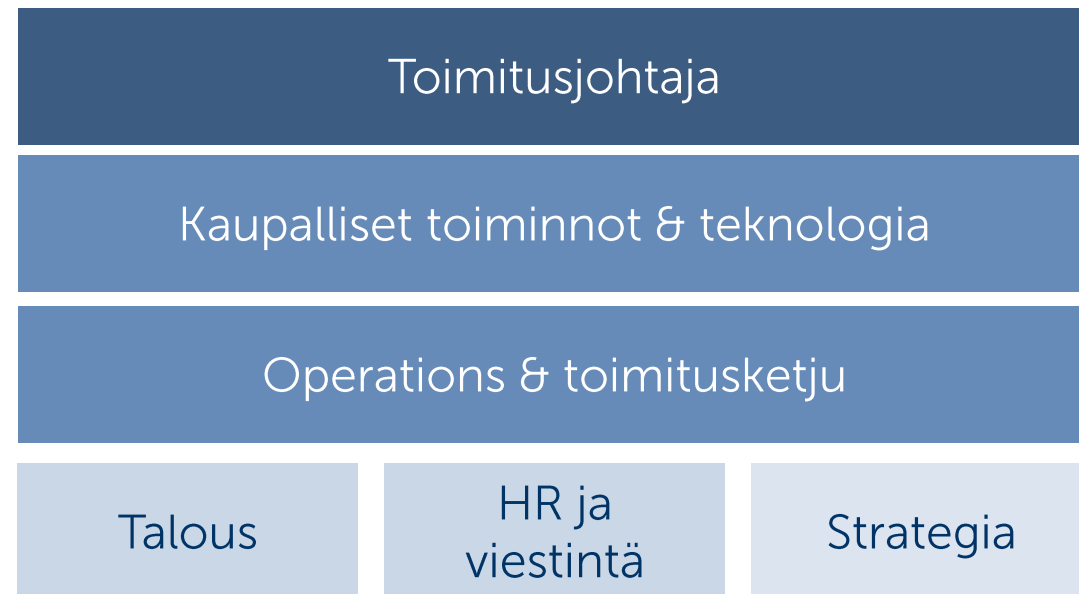 Toimitusjohtaja
Kaupalliset toiminnot & teknologia
Operations & toimitusketju
Talous
HR ja
viestintä
Strategia